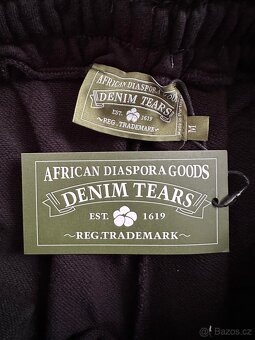 AFRICAN DIASPORA GOODS
DENIM TEARS
EST. 1619
~REG. TRADEMARK~
M
AFRICAN DIASPORA GOODS
DENIM TEARS
EST. 1619
~REG.TRADEMARK~
Bazos.cz